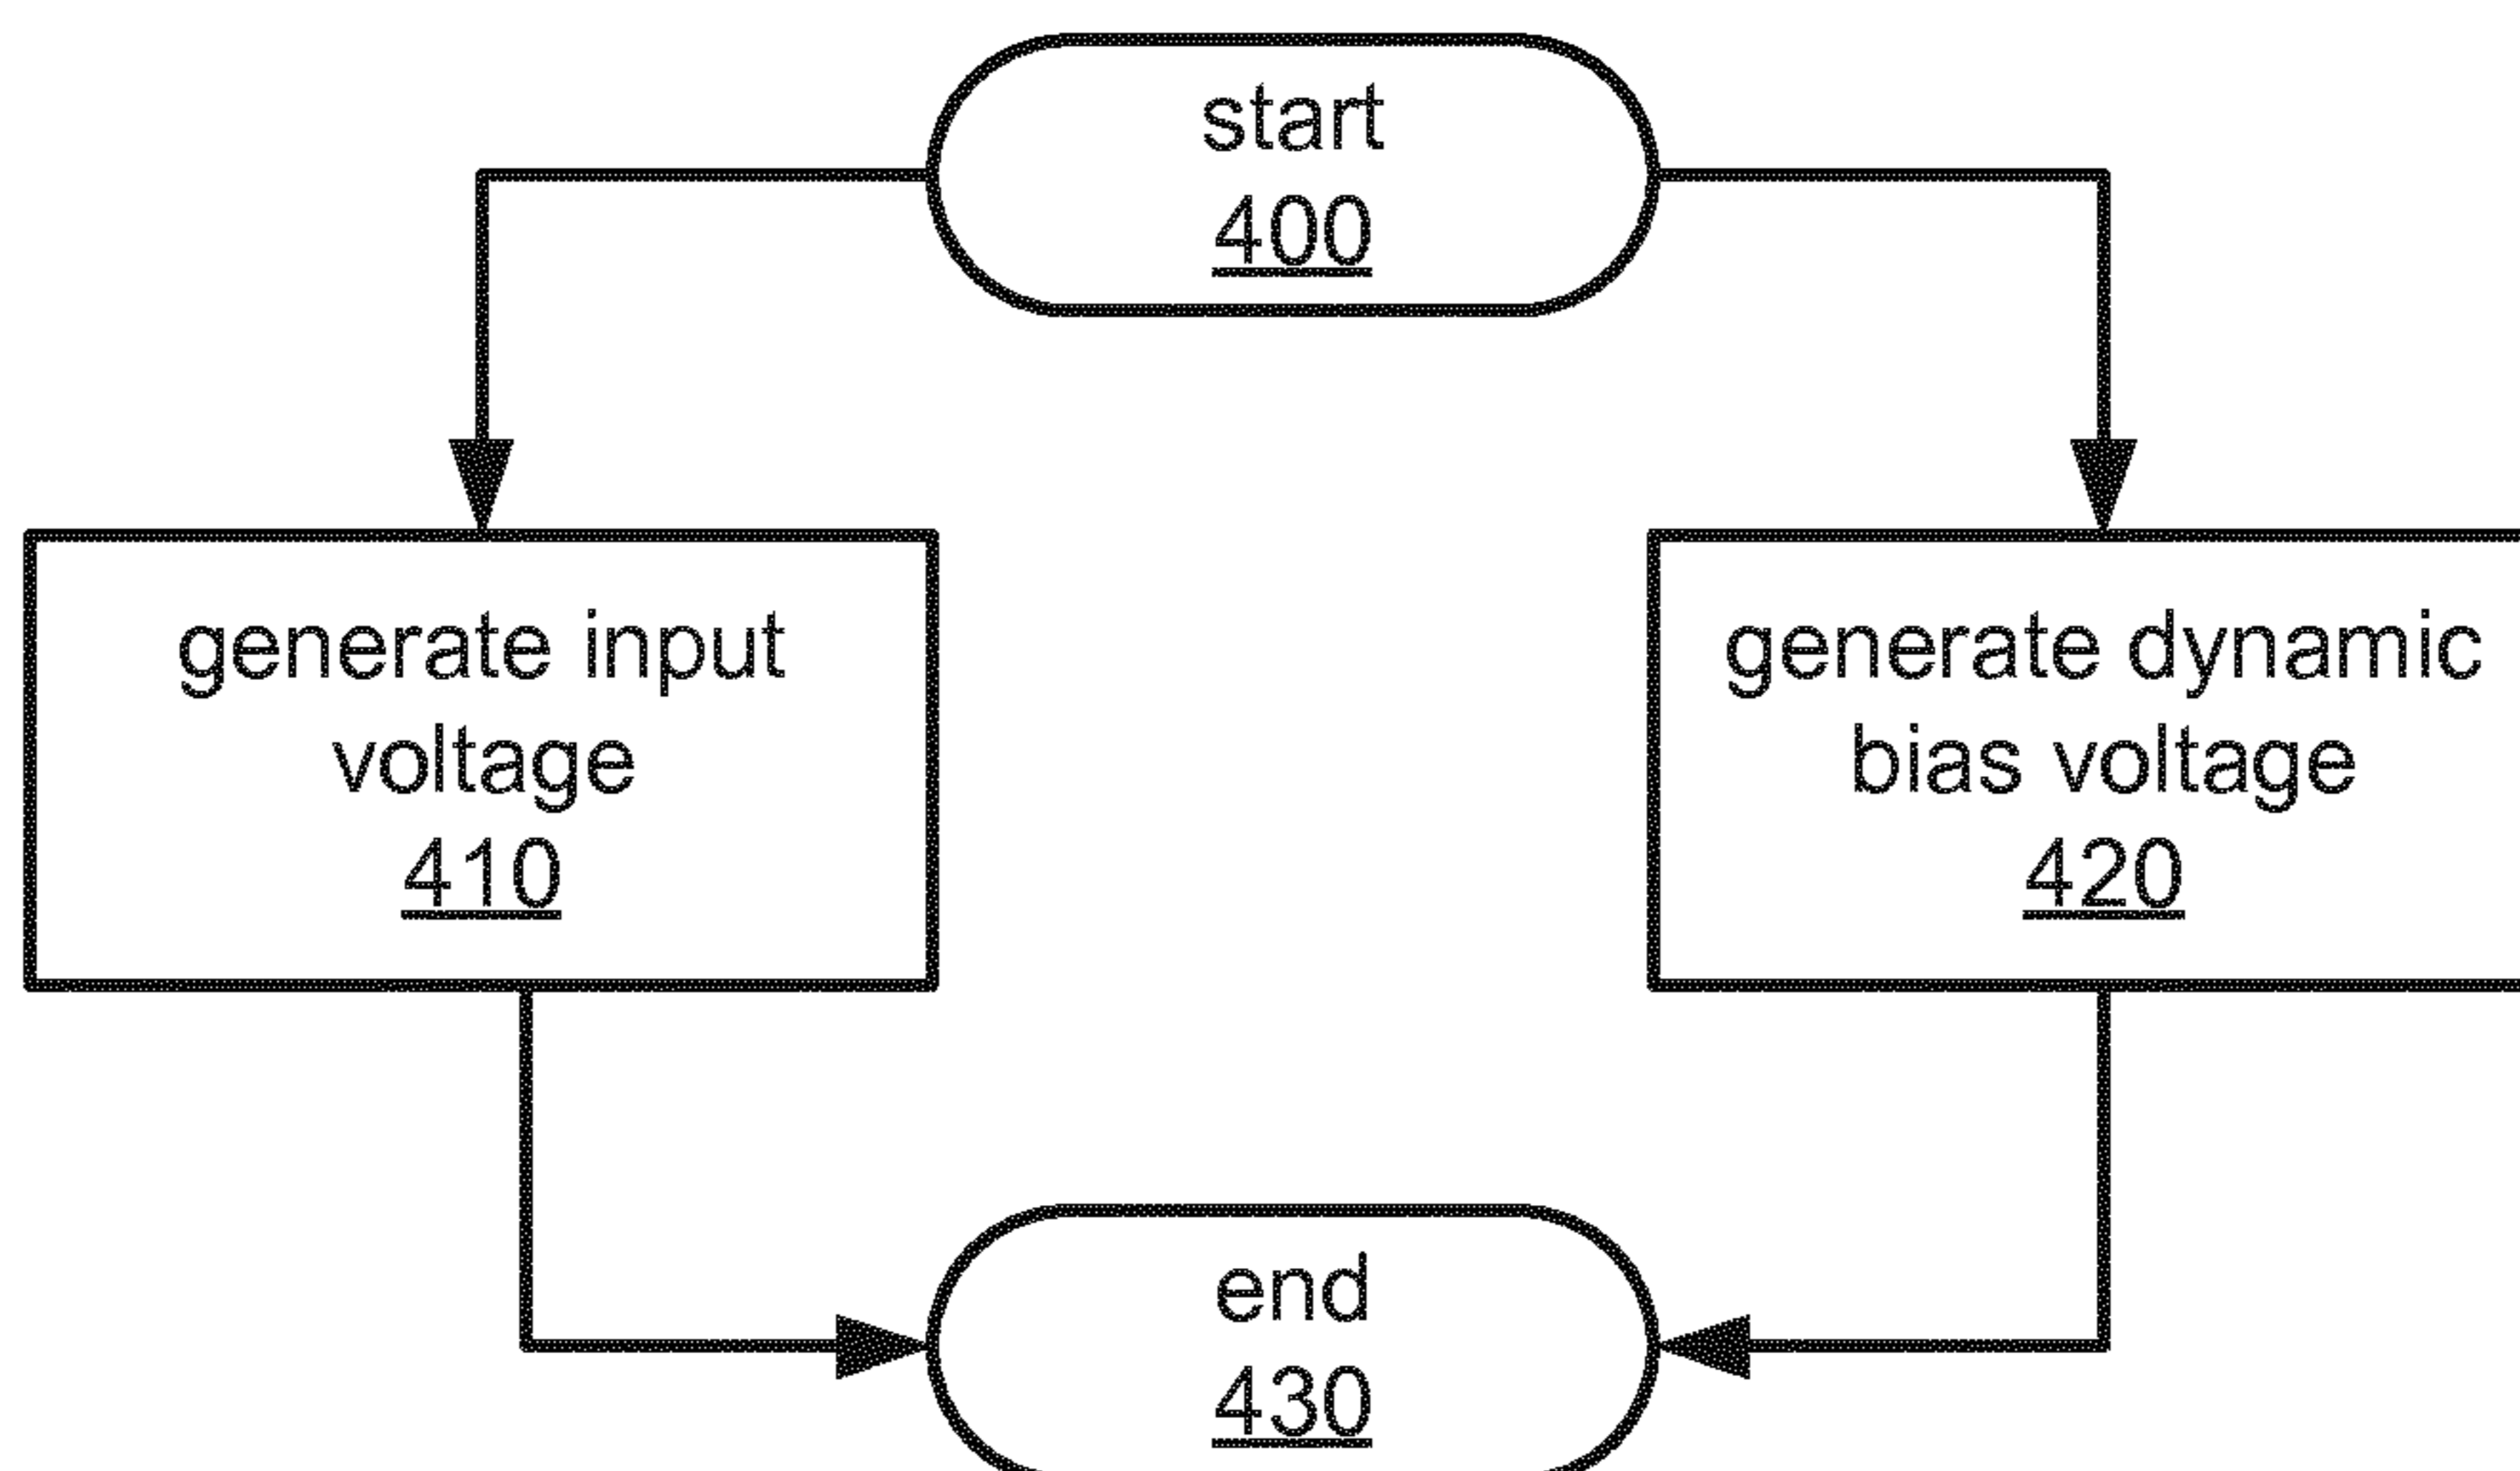 start
400
generate input
voltage
410
generate dynamic
bias voltage
420
end
430